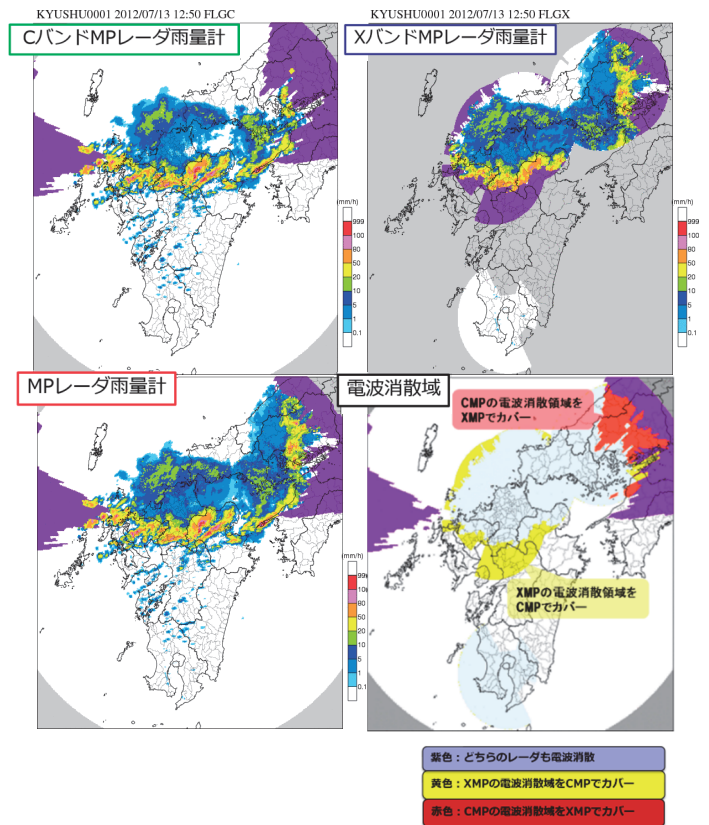 KYUSHU0001 2012/07/13 12:50 FLGC
CバンドMPレーダ雨量計
(mm/h)
999
100
80
50
20
10
5
1
0.1
KYUSHU0001 2012/07/13 12:50 FLGX
XバンドMPレーダ雨量計
(mm/h)
999
100
80
50
20
10
5
1
0.1
MPレーダ雨量計
(mm/h)
99
10
80
50
20
10
5
1
0.1
電波消散域
CMPの電波消散領域を
XMPでカバー
XMPの電波消散領域を
CMPでカバー
紫色：どちらのレーダも電波消散
黄色：XMPの電波消散域をCMPでカバー
赤色：CMPの電波消散域をXMPでカバー